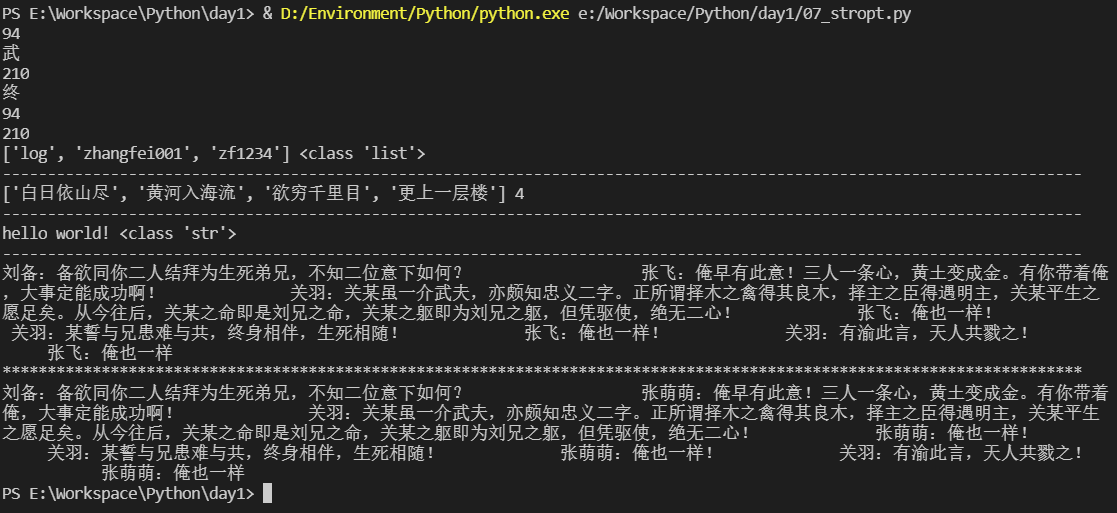 PS E:\Workspace\Python\day1> & D:/Environment/Python/python.exe e:/Workspace/Python/day1/07_stropt.py
94
武
210
终
94
210
['log', 'zhangfei001', 'zf1234'] <class 'list'>
------------------------------------------------------------------------------------------------------------------------
['白日依山尽', '黄河入海流', '欲穷千里目', '更上一层楼'] 4
------------------------------------------------------------------------------------------------------------------------
hello world! <class 'str'>
------------------------------------------------------------------------------------------------------------------------
刘备：备欲同你二人结拜为生死弟兄，不知二位意下如何？ 张飞：俺早有此意！三人一条心，黄土变成金。有你带着俺
，大事定能成功啊！ 关羽：关某虽一介武夫，亦颇知忠义二字。正所谓择木之禽得其良木，择主之臣得遇明主，关某平生之
愿足矣。从今往后，关某之命即是刘兄之命，关某之躯即为刘兄之躯，但凭驱使，绝无二心！ 张飞：俺也一样！
关羽：某誓与兄患难与共，终身相伴，生死相随！ 张飞：俺也一样！ 关羽：有渝此言，天人共戮之！
张飞：俺也一样
************************************************************************************************************************
刘备：备欲同你二人结拜为生死弟兄，不知二位意下如何？ 张萌萌：俺早有此意！三人一条心，黄土变成金。有你带着
俺，大事定能成功啊！ 关羽：关某虽一介武夫，亦颇知忠义二字。正所谓择木之禽得其良木，择主之臣得遇明主，关某平生
之愿足矣。从今往后，关某之命即是刘兄之命，关某之躯即为刘兄之躯，但凭驱使，绝无二心！ 张萌萌：俺也一样！
关羽：某誓与兄患难与共，终身相伴，生死相随！ 张萌萌：俺也一样！ 关羽：有渝此言，天人共戮之！
张萌萌：俺也一样
PS E:\Workspace\Python\day1>